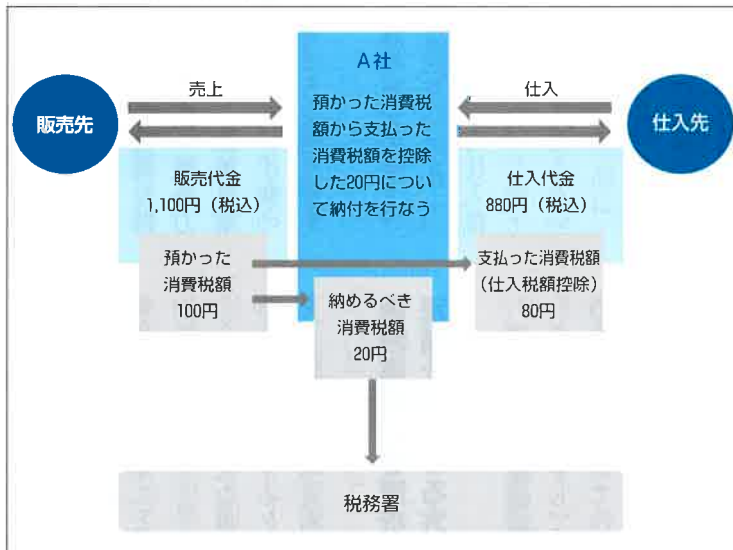 A社
売上
仕入
販売先
仕入先
預かった消費税
額から支払った
消費税額を控除
した20円につい
て納付を行なう
販売代金
1,100円（税込）
仕入代金
880円（税込）
預かった
消費税額
100円
支払った消費税額
（仕入税額控除）
80円
納めるべき
消費税額
20円
税務署